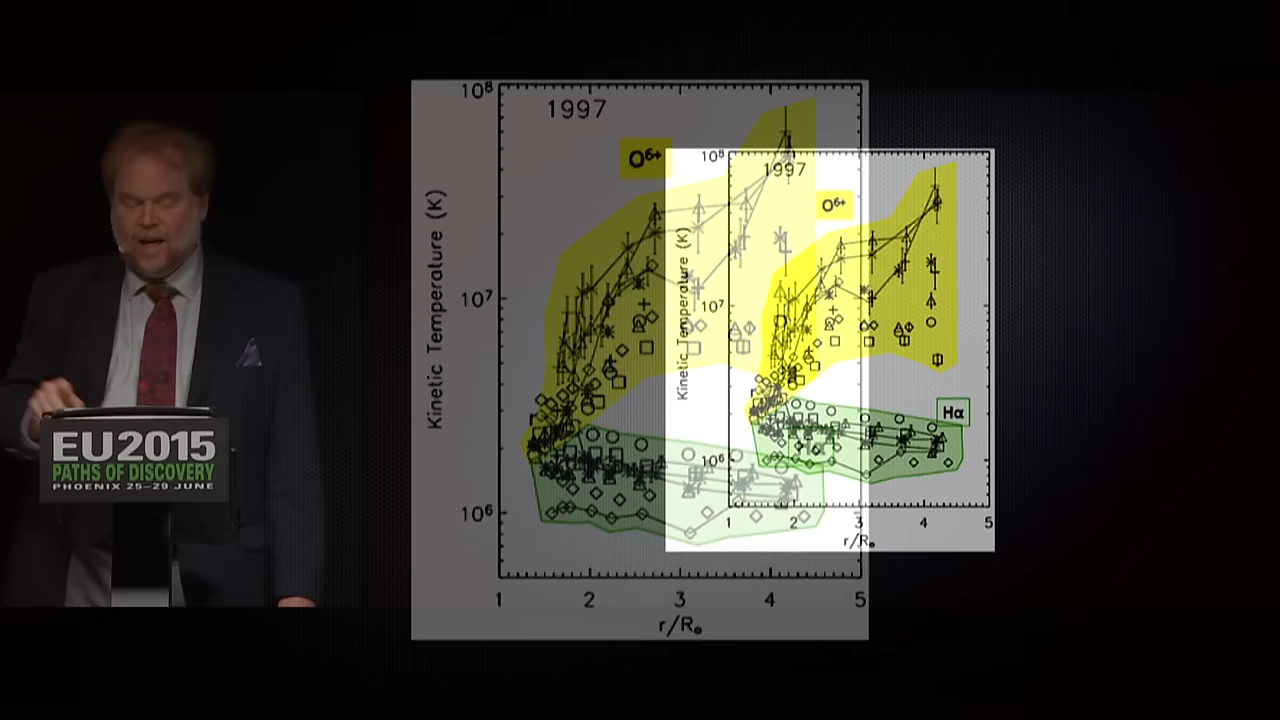 EU2015
PATHS OF DISCOVERY
PHOENIX 25-29 JUNE
10⁸
1997
O⁶⁺
Kinetic Temperature (K)
10⁷
10⁶
1 2 3 4 5
r/R
10⁸
1997
O⁶⁺
Kinetic Temperature (K)
10⁷
Hα
10⁶
1 2 3 4 5
r/R